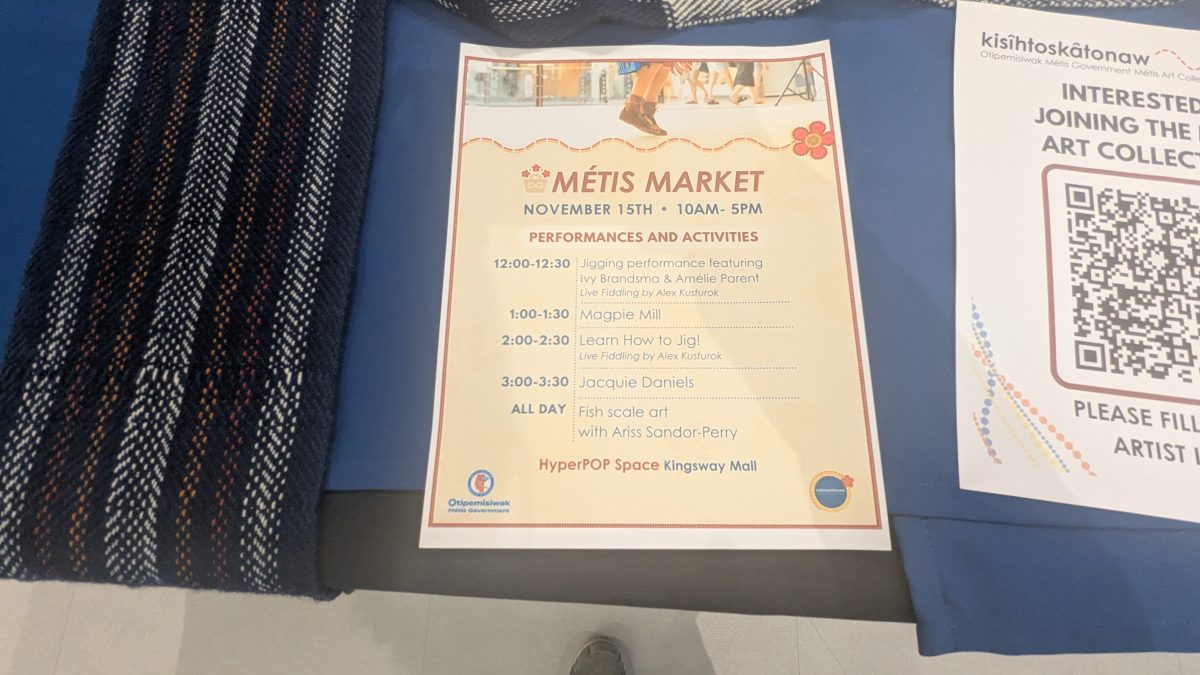 MÉTIS MARKET
NOVEMBER 15TH • 10AM- 5PM
PERFORMANCES AND ACTIVITIES
12:00-12:30 Jigging performance featuring
Ivy Brandsma & Amélie Parent
Live Fiddling by Alex Kusturok
1:00-1:30 Magpie Mill
2:00-2:30 Learn How to Jig!
Live Fiddling by Alex Kusturok
3:00-3:30 Jacquie Daniels
ALL DAY Fish scale art
with Ariss Sandor-Perry
HyperPOP Space Kingsway Mall
Otipemisiwak
Métis Government
kisîhtoskâtonaw
Otipemisiwak Métis Government Métis Art
INTERESTED
JOINING THE
ART
PLEASE FILL
ARTIST